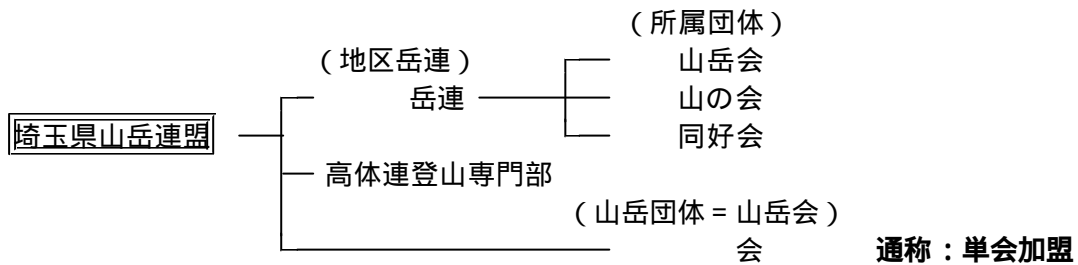 (所属団体)
(地区岳連) 山岳会
岳連 山の会
埼玉県山岳連盟 同好会
高体連登山専門部
(山岳団体=山岳会)
会 通称:単会加盟